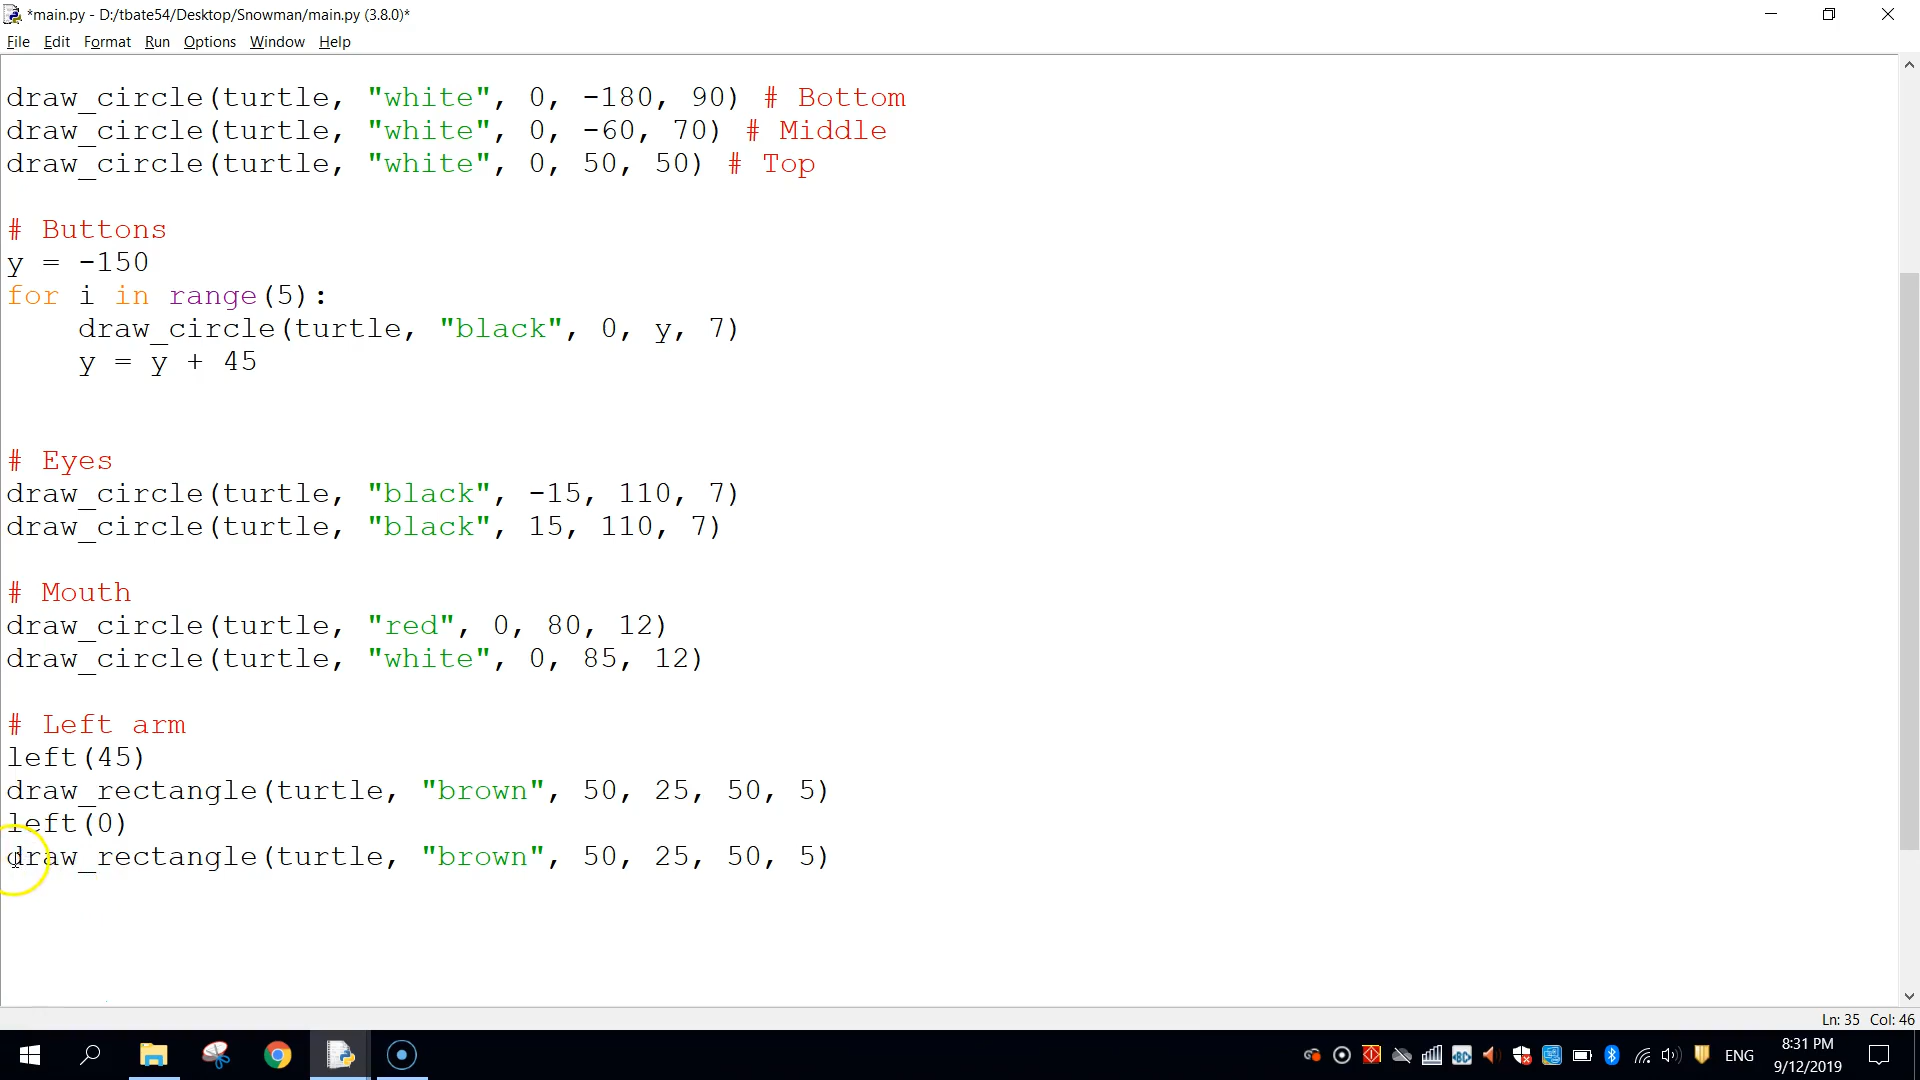 *main.py - D:/tbate54/Desktop/Snowman/main.py (3.8.0)*
File Edit Format Run Options Window Help
draw_circle(turtle, "white", 0, -180, 90) # Bottom
draw_circle(turtle, "white", 0, -60, 70) # Middle
draw_circle(turtle, "white", 0, 50, 50) # Top
# Buttons
y = -150
for i in range(5):
    draw_circle(turtle, "black", 0, y, 7)
    y = y + 45
# Eyes
draw_circle(turtle, "black", -15, 110, 7)
draw_circle(turtle, "black", 15, 110, 7)
# Mouth
draw_circle(turtle, "red", 0, 80, 12)
draw_circle(turtle, "white", 0, 85, 12)
# Left arm
left(45)
draw_rectangle(turtle, "brown", 50, 25, 50, 5)
left(0)
draw_rectangle(turtle, "brown", 50, 25, 50, 5)
Ln: 35 Col: 46
ENG
8:31 PM
9/12/2019